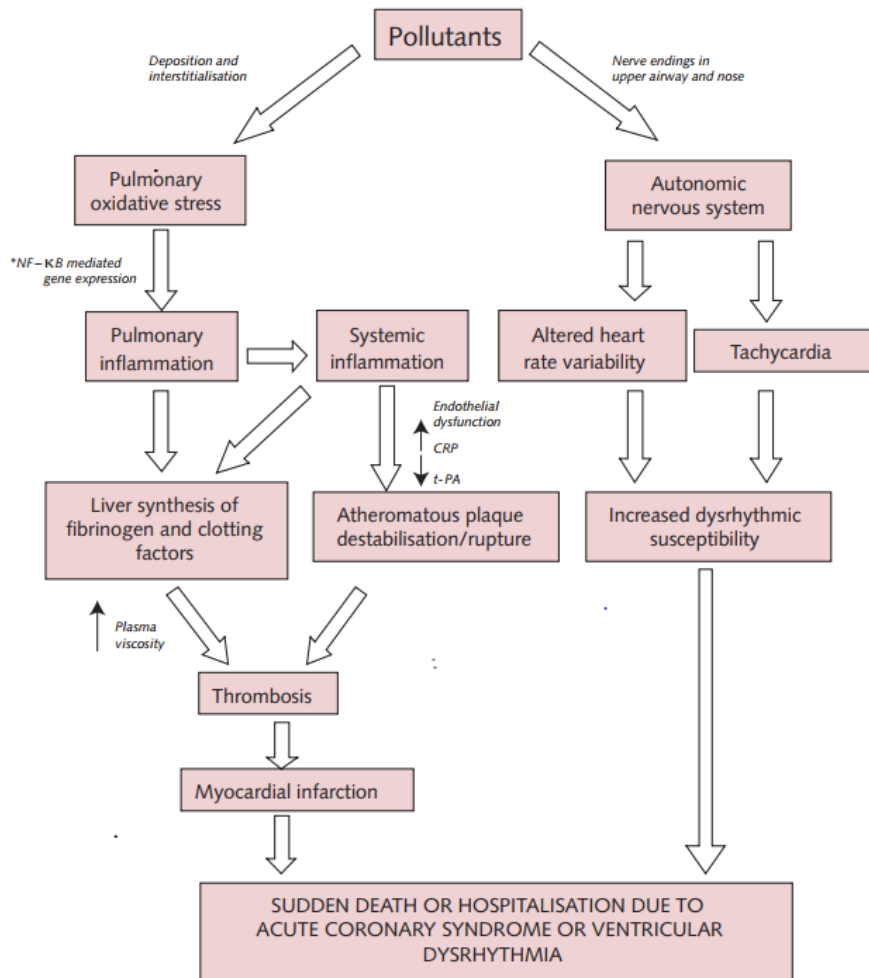 Pollutants
Deposition and
interstitialisation
Nerve endings in
upper airway and nose
Pulmonary
oxidative stress
Autonomic
nervous system
*NF–κB mediated
gene expression
Pulmonary
inflammation
Systemic
inflammation
Altered heart
rate variability
Tachycardia
Endothelial
dysfunction
CRP
t-PA
Liver synthesis of
fibrinogen and clotting
factors
Atheromatous plaque
destabilisation/rupture
Increased dysrhythmic
susceptibility
Plasma
viscosity
Thrombosis
Myocardial infarction
SUDDEN DEATH OR HOSPITALISATION DUE TO
ACUTE CORONARY SYNDROME OR VENTRICULAR
DYSRHYTHMIA